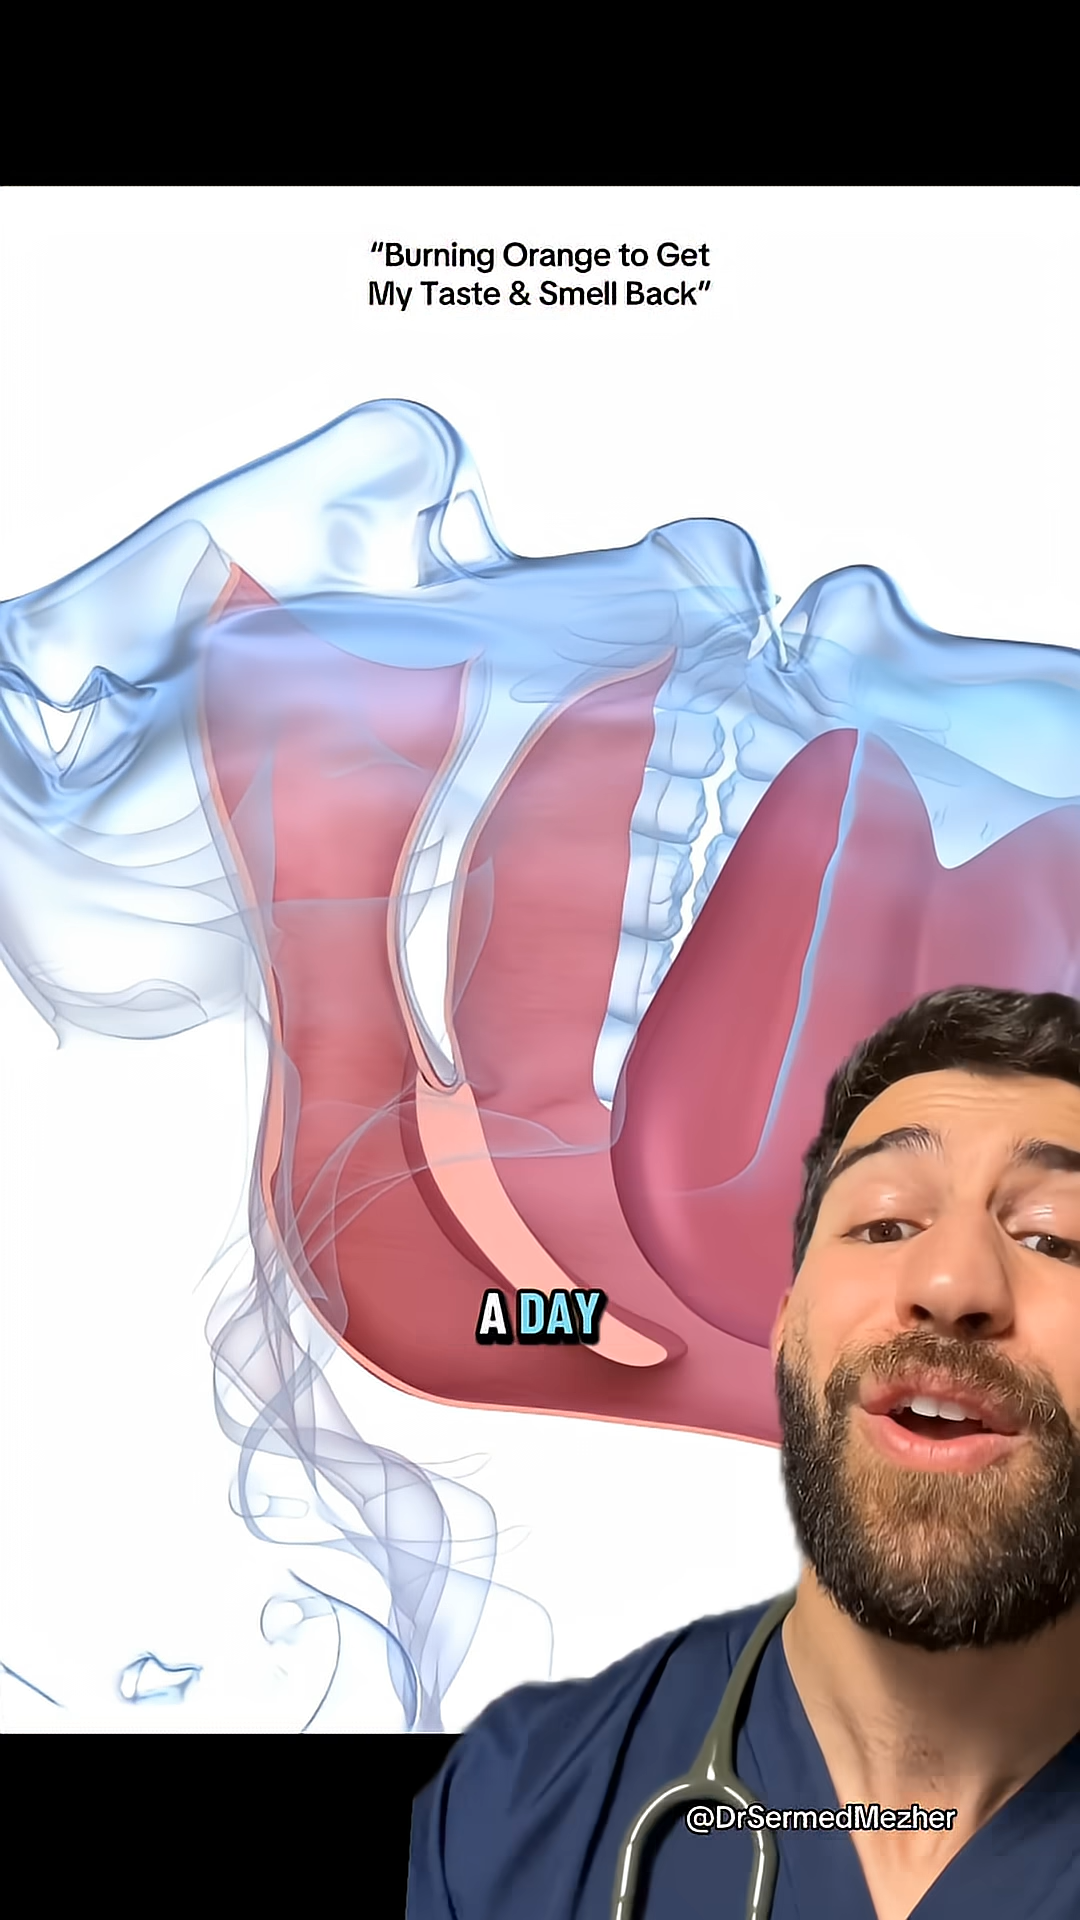 “Burning Orange to Get
My Taste & Smell Back”
A DAY
@DrSermedMezher